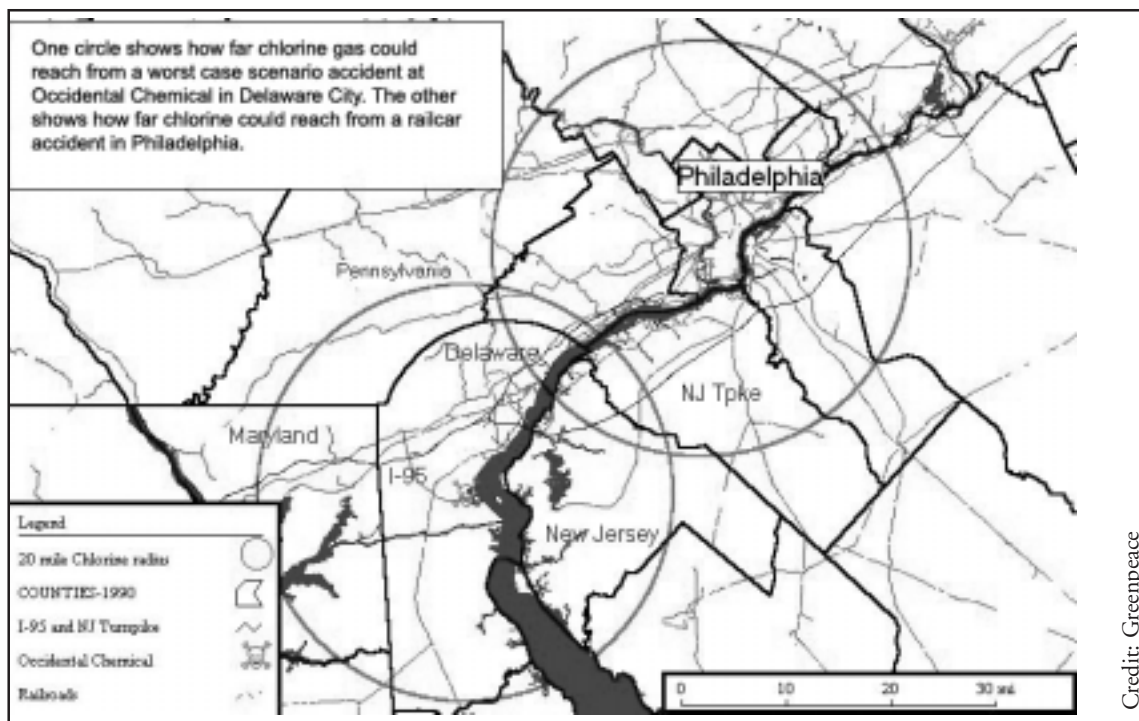 One circle shows how far chlorine gas could
reach from a worst case scenario accident at
Occidental Chemical in Delaware City. The other
shows how far chlorine could reach from a railcar
accident in Philadelphia.
Philadelphia
Pennsylvania
Delaware
NJ Tpke
Maryland
I-95
New Jersey
Legend
20 mile Chlorine radius
COUNTIES-1990
I-95 and NJ Turnpike
Occidental Chemical
Railroads
0 10 20 30 mi
Credit: Greenpeace